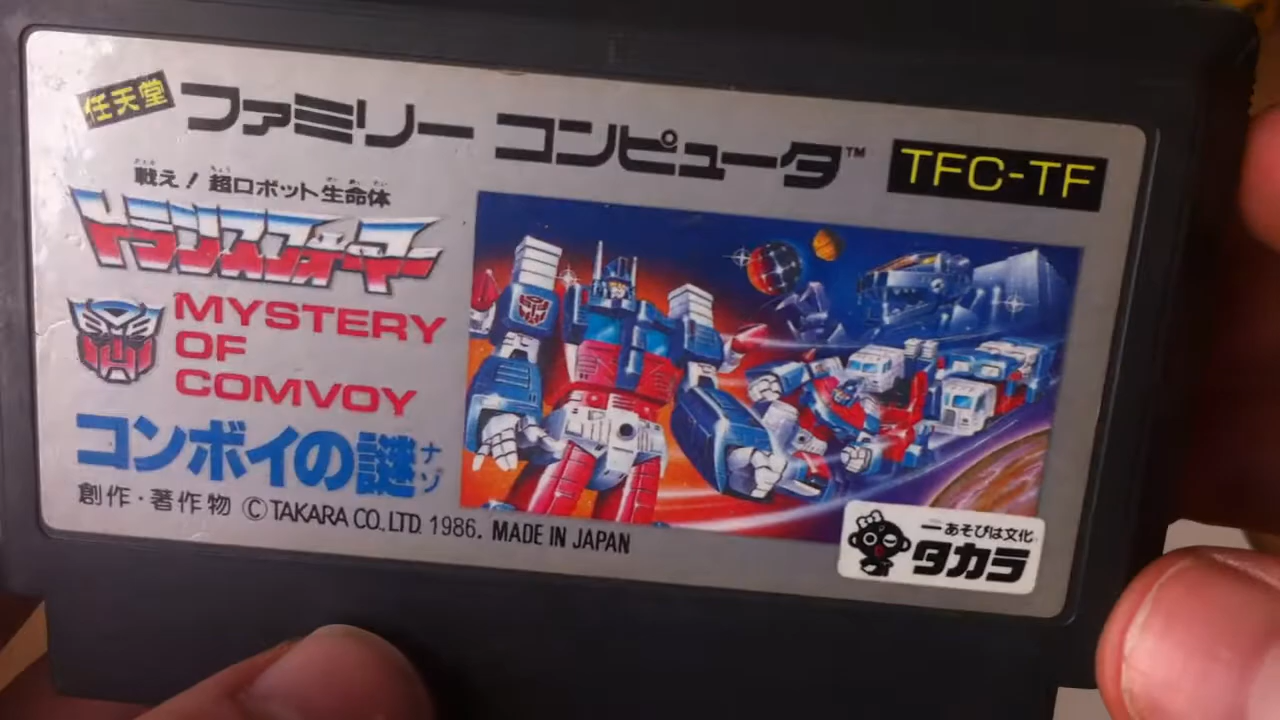 任天堂 ファミリー コンピュータ™
TFC-TF
戦え！超ロボット生命体
トランスフォーマー
MYSTERY
OF
COMVOY
コンボイの謎
ナゾ
創作・著作物 ©TAKARA CO., LTD. 1986. MADE IN JAPAN
あそびは文化
タカラ